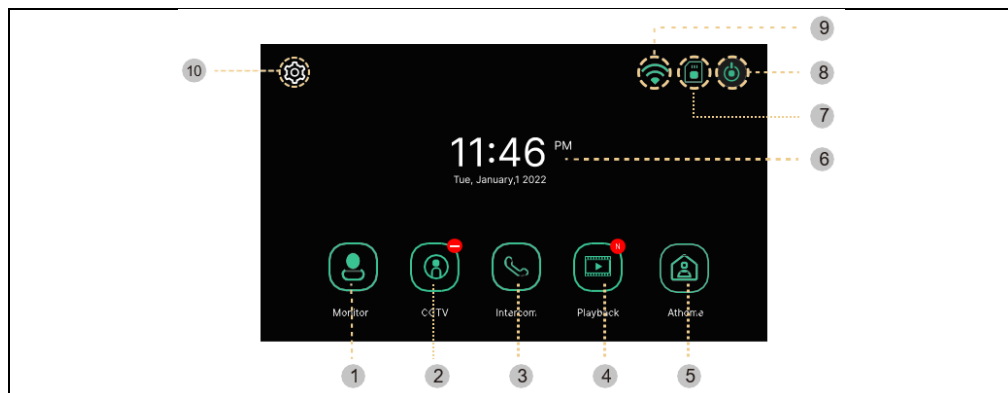 9
10
8
7
11:46 PM
6
Tue, January,1 2022
N
Monitor
CCTV
Intercom
Playback
Athome
1
2
3
4
5